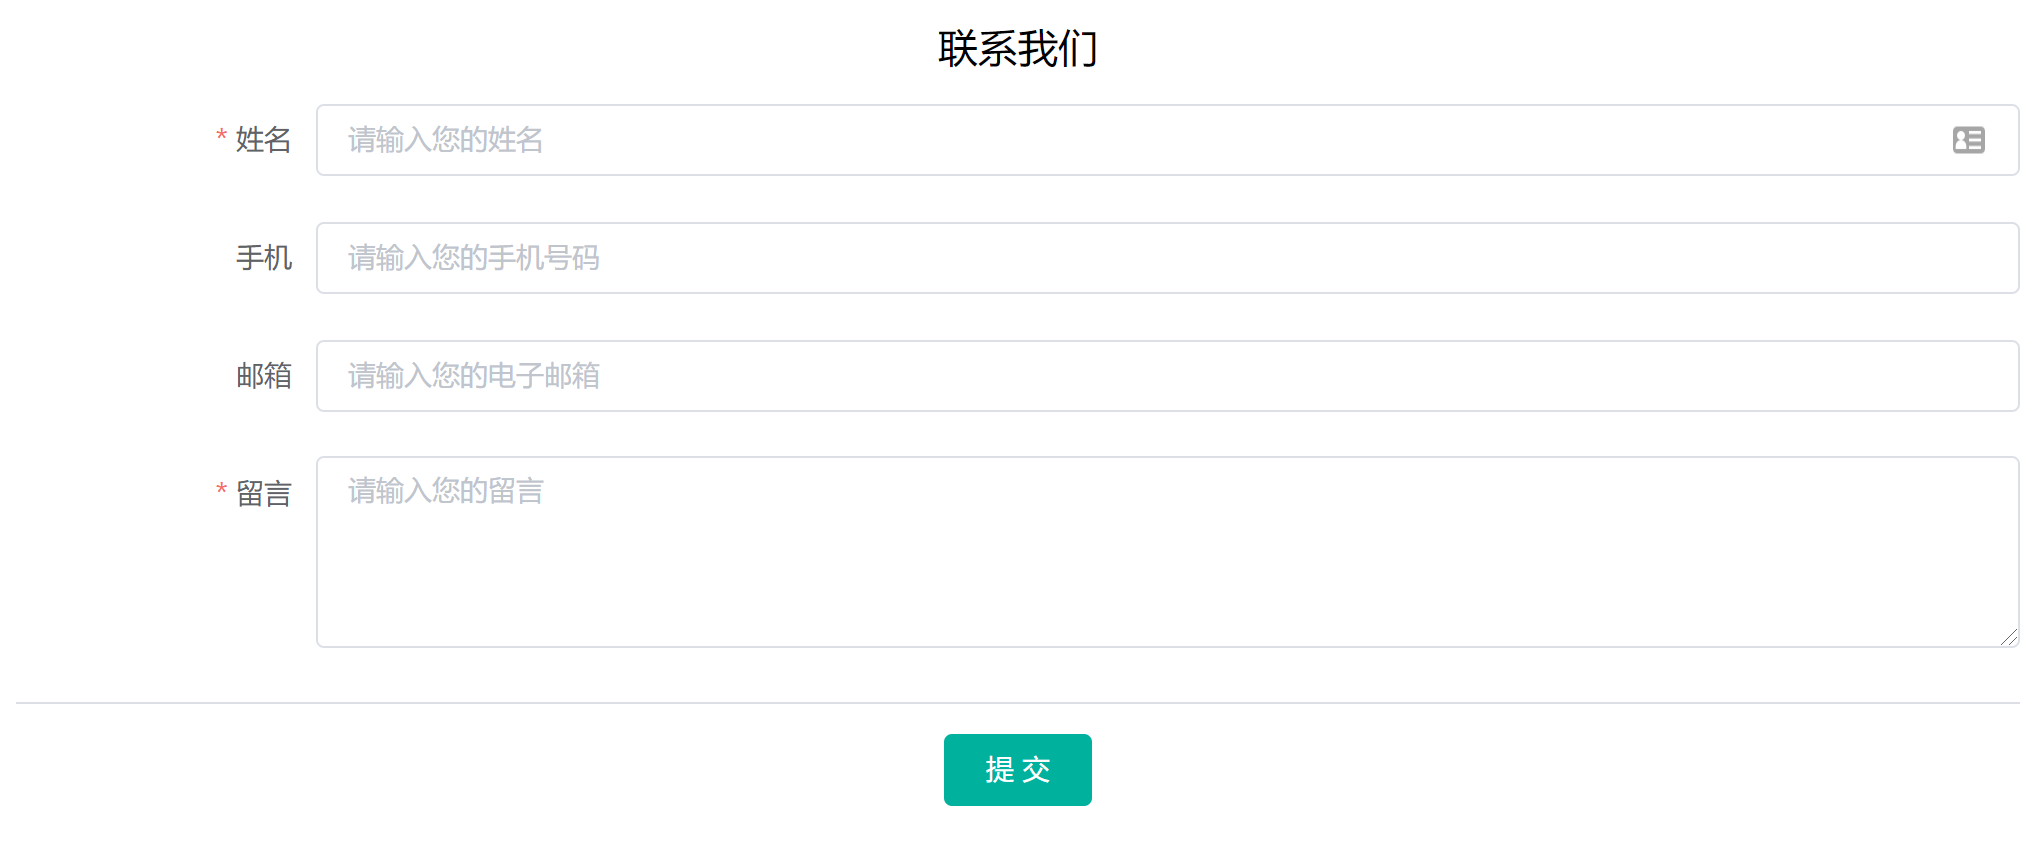 联系我们
* 姓名 请输入您的姓名
手机 请输入您的手机号码
邮箱 请输入您的电子邮箱
* 留言 请输入您的留言
提 交